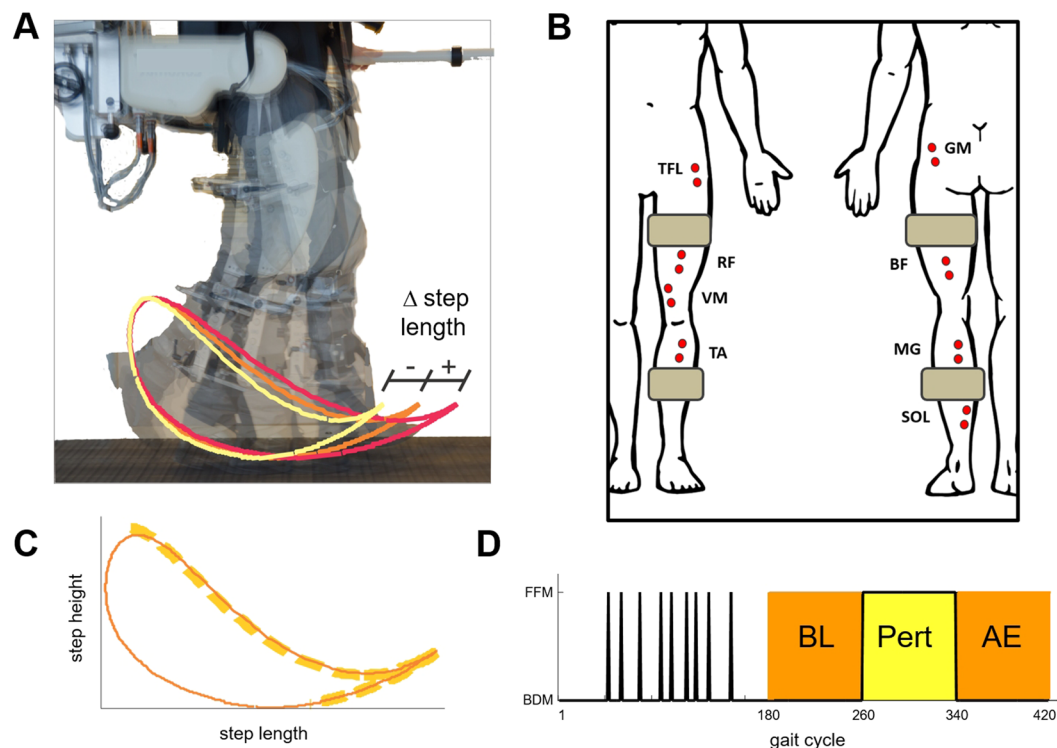 A
Δ step
length
- +
B
TFL
GM
RF
BF
VM
TA
MG
SOL
C
step height
step length
D
FFM
BL Pert AE
BDM
1 180 260 340 420
gait cycle